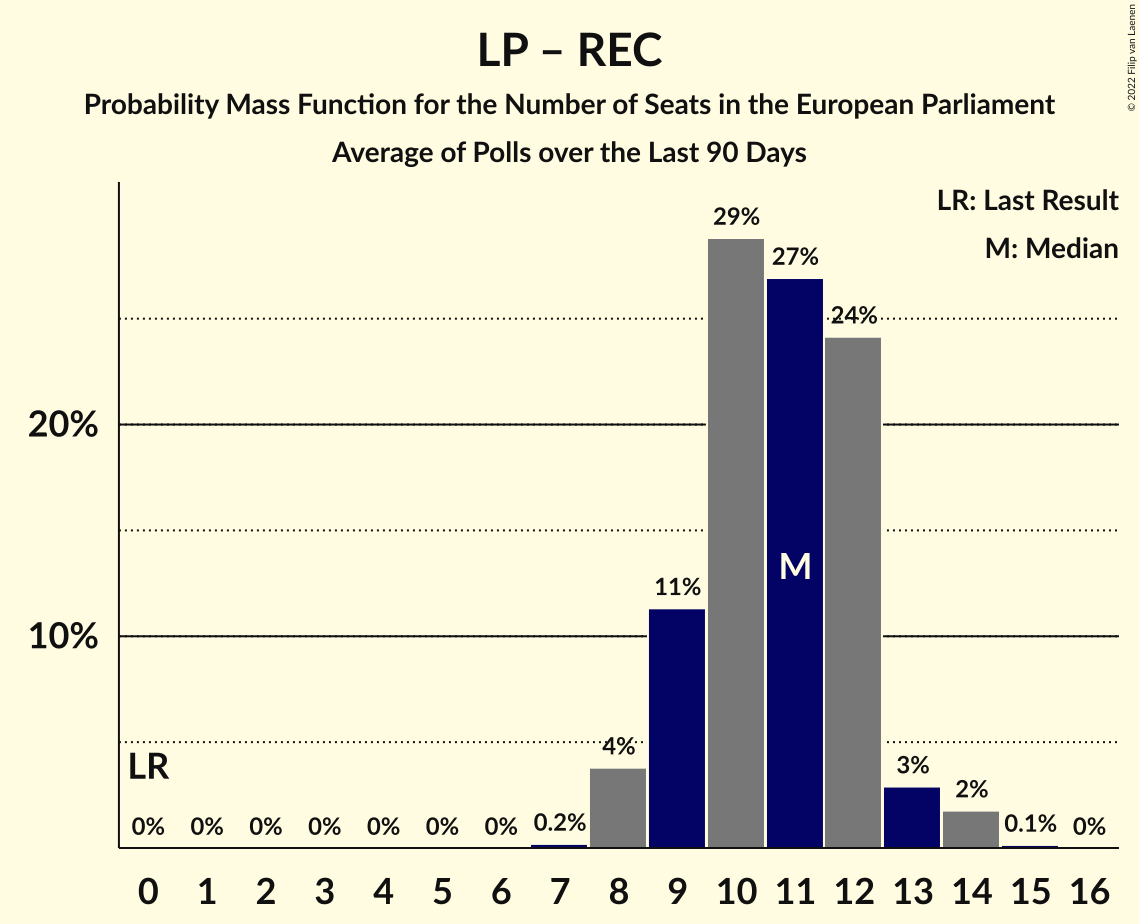 LP – REC
Probability Mass Function for the Number of Seats in the European Parliament
Average of Polls over the Last 90 Days
© 2022 Filip van Laenen
LR: Last Result
M: Median
29%
27%
24%
20%
M
11%
10%
4%
LR
3%
2%
0% 0% 0% 0% 0% 0% 0% 0.2% 0.1% 0%
0 1 2 3 4 5 6 7 8 9 10 11 12 13 14 15 16